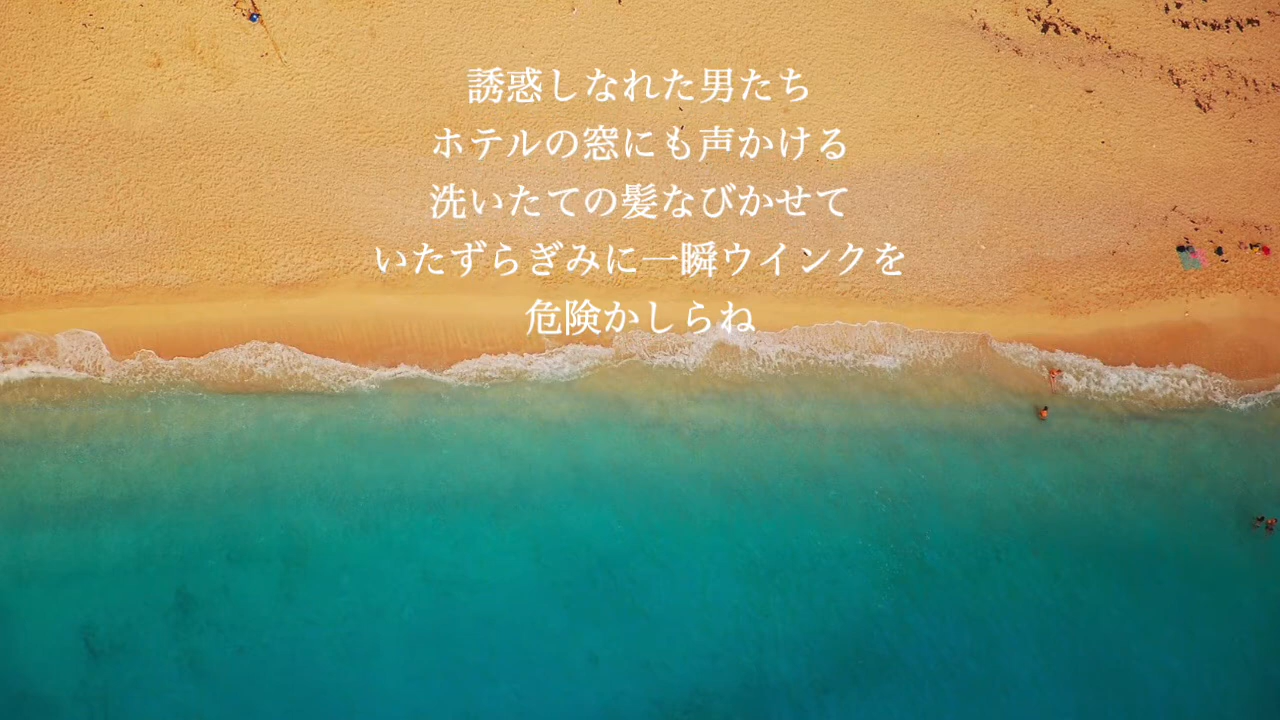 誘惑しなれた男たち
ホテルの窓にも声かける
洗いたての髪なびかせて
いたずらぎみに一瞬ウインクを
危険かしらね